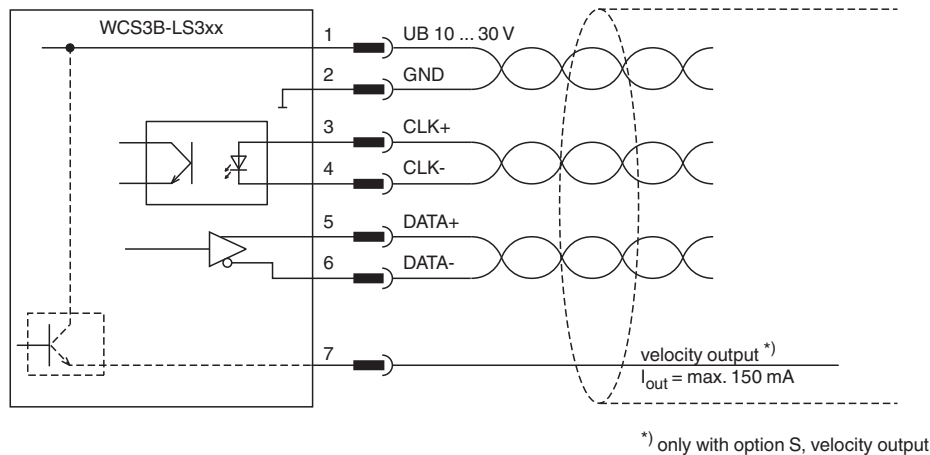 WCS3B-LS3xx
1 UB 10 ... 30 V
2 GND
3 CLK+
4 CLK-
5 DATA+
6 DATA-
7 velocity output *)
Iout = max. 150 mA
*) only with option S, velocity output